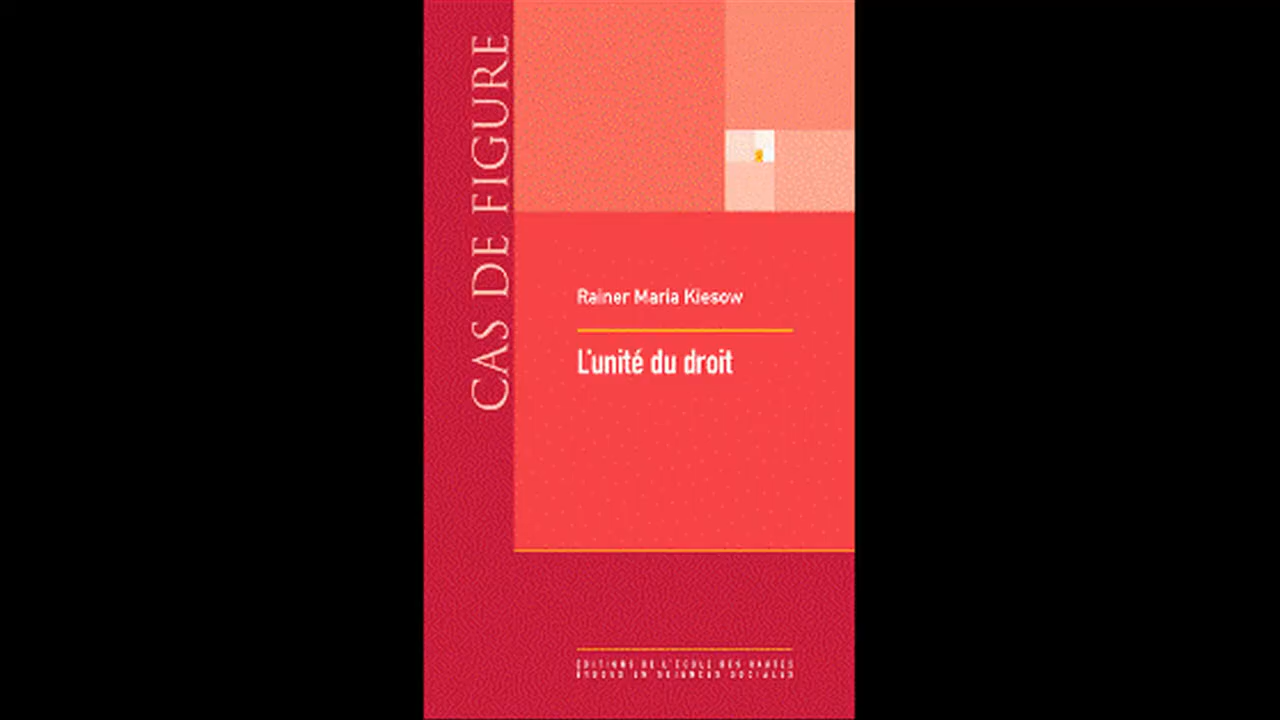 CAS DE FIGURE
Rainer Maria Kiesow
L'unité du droit
ÉDITIONS DE L'ÉCOLE DES HAUTES
ÉTUDES EN SCIENCES SOCIALES